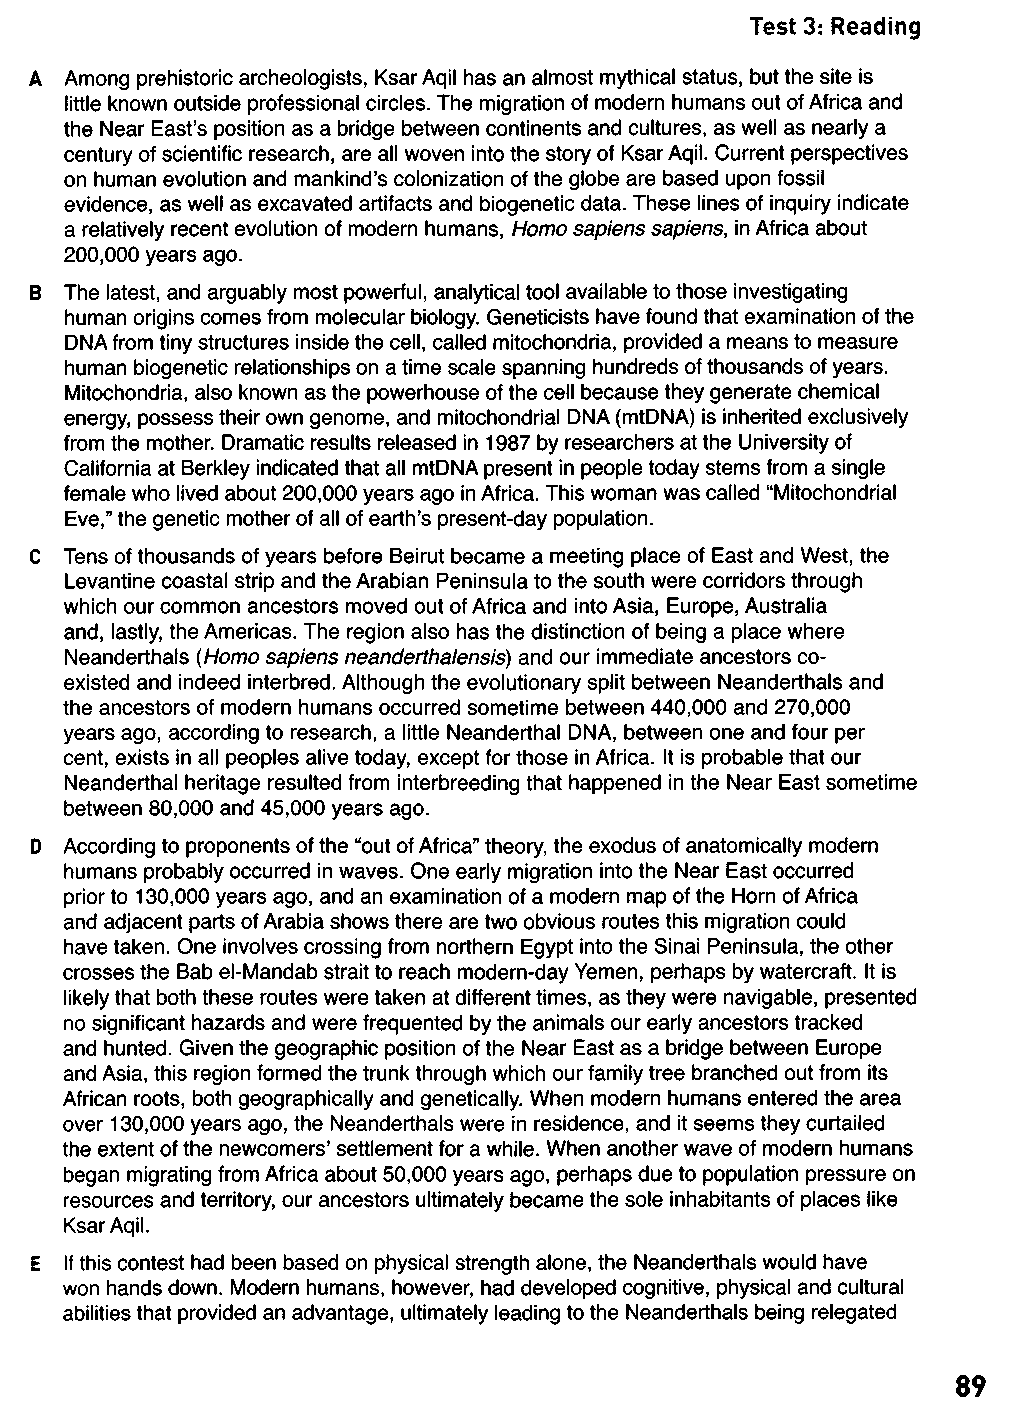 Test 3: Reading
A Among prehistoric archeologists, Ksar Aqil has an almost mythical status, but the site is
little known outside professional circles. The migration of modern humans out of Africa and
the Near East's position as a bridge between continents and cultures, as well as nearly a
century of scientific research, are all woven into the story of Ksar Aqil. Current perspectives
on human evolution and mankind's colonization of the globe are based upon fossil
evidence, as well as excavated artifacts and biogenetic data. These lines of inquiry indicate
a relatively recent evolution of modern humans, Homo sapiens sapiens, in Africa about
200,000 years ago.
B The latest, and arguably most powerful, analytical tool available to those investigating
human origins comes from molecular biology. Geneticists have found that examination of the
DNA from tiny structures inside the cell, called mitochondria, provided a means to measure
human biogenetic relationships on a time scale spanning hundreds of thousands of years.
Mitochondria, also known as the powerhouse of the cell because they generate chemical
energy, possess their own genome, and mitochondrial DNA (mtDNA) is inherited exclusively
from the mother. Dramatic results released in 1987 by researchers at the University of
California at Berkley indicated that all mtDNA present in people today stems from a single
female who lived about 200,000 years ago in Africa. This woman was called "Mitochondrial
Eve," the genetic mother of all of earth's present-day population.
C Tens of thousands of years before Beirut became a meeting place of East and West, the
Levantine coastal strip and the Arabian Peninsula to the south were corridors through
which our common ancestors moved out of Africa and into Asia, Europe, Australia
and, lastly, the Americas. The region also has the distinction of being a place where
Neanderthals (Homo sapiens neanderthalensis) and our immediate ancestors co-
existed and indeed interbred. Although the evolutionary split between Neanderthals and
the ancestors of modern humans occurred sometime between 440,000 and 270,000
years ago, according to research, a little Neanderthal DNA, between one and four per
cent, exists in all peoples alive today, except for those in Africa. It is probable that our
Neanderthal heritage resulted from interbreeding that happened in the Near East sometime
between 80,000 and 45,000 years ago.
D According to proponents of the "out of Africa" theory, the exodus of anatomically modern
humans probably occurred in waves. One early migration into the Near East occurred
prior to 130,000 years ago, and an examination of a modern map of the Horn of Africa
and adjacent parts of Arabia shows there are two obvious routes this migration could
have taken. One involves crossing from northern Egypt into the Sinai Peninsula, the other
crosses the Bab el-Mandab strait to reach modern-day Yemen, perhaps by watercraft. It is
likely that both these routes were taken at different times, as they were navigable, presented
no significant hazards and were frequented by the animals our early ancestors tracked
and hunted. Given the geographic position of the Near East as a bridge between Europe
and Asia, this region formed the trunk through which our family tree branched out from its
African roots, both geographically and genetically. When modern humans entered the area
over 130,000 years ago, the Neanderthals were in residence, and it seems they curtailed
the extent of the newcomers' settlement for a while. When another wave of modern humans
began migrating from Africa about 50,000 years ago, perhaps due to population pressure on
resources and territory, our ancestors ultimately became the sole inhabitants of places like
Ksar Aqil.
E If this contest had been based on physical strength alone, the Neanderthals would have
won hands down. Modern humans, however, had developed cognitive, physical and cultural
abilities that provided an advantage, ultimately leading to the Neanderthals being relegated
89